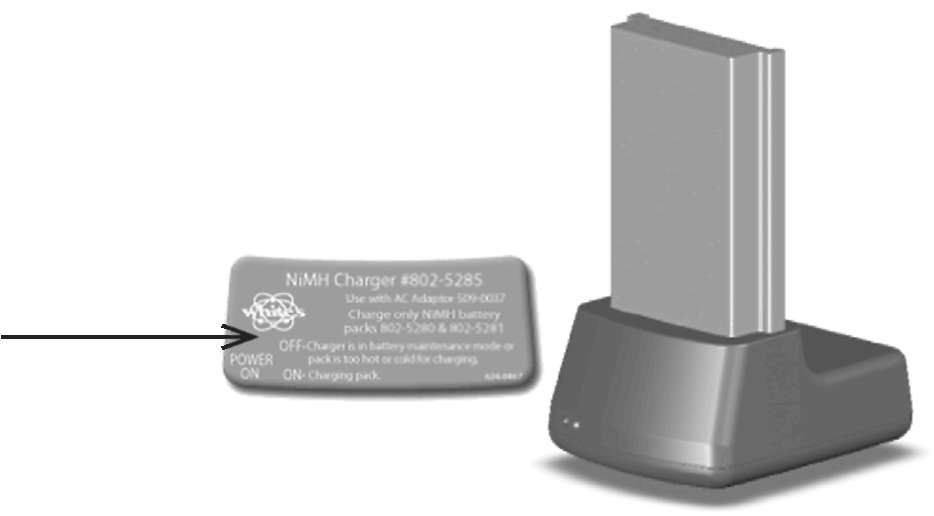 NiMH Charger #802-5285
Use with AC Adaptor 509-0037
White's
Charge only NiMH battery
packs 802-5280 & 802-5281
OFF-Charger is in battery maintenance mode or
pack is too hot or cold for charging.
POWER
ON
ON- Charging pack.